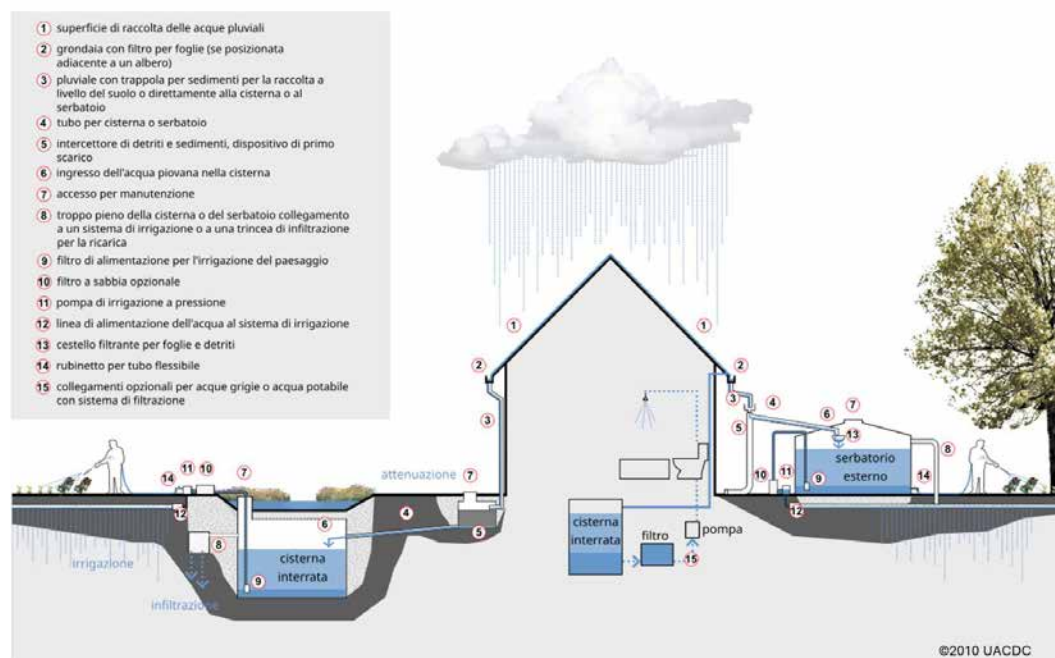 1 superficie di raccolta delle acque pluviali
2 grondaia con filtro per foglie (se posizionata
adiacente a un albero)
3 pluviale con trappola per sedimenti per la raccolta a
livello del suolo o direttamente alla cisterna o al
serbatoio
4 tubo per cisterna o serbatoio
5 intercettore di detriti e sedimenti, dispositivo di primo
scarico
6 ingresso dell'acqua piovana nella cisterna
7 accesso per manutenzione
8 troppo pieno della cisterna o del serbatoio collegamento
a un sistema di irrigazione o a una trincea di infiltrazione
per la ricarica
9 filtro di alimentazione per l'irrigazione del paesaggio
10 filtro a sabbia opzionale
11 pompa di irrigazione a pressione
12 linea di alimentazione dell'acqua al sistema di irrigazione
13 cestello filtrante per foglie e detriti
14 rubinetto per tubo flessibile
15 collegamenti opzionali per acque grigie o acqua potabile
con sistema di filtrazione
1 1
2 2
3 3
4
5
6 7
13
8
serbatorio
esterno
14 11 10 7
attenuazione
7
10 11 9 14
12
12
6
4
5
8
9
cisterna
interrata
irrigazione
infiltrazione
cisterna
interrata
filtro
pompa
15
©2010 UACDC